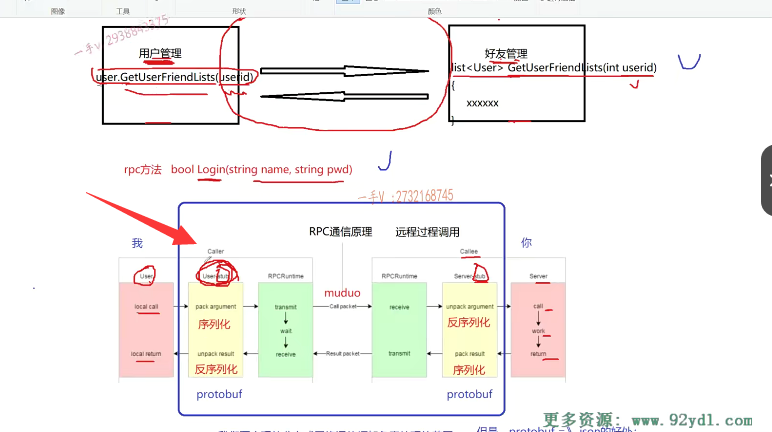 图像
工具
形状
颜色
一手v :2938843375
用户管理
好友管理
user.GetUserFriendLists(userid)
list<User> GetUserFriendLists(int userid)
{
xxxxxx
}
rpc方法 bool Login(string name, string pwd)
一手V :2732168745
RPC通信原理 远程过程调用
我
你
Caller
Callee
User
User-stub
RPCRuntime
RPCRuntime
Server-stub
Server
muduo
local call
pack argument
transmit
Call packet
receive
unpack argument
call
序列化
反序列化
wait
work
local return
unpack result
receive
Result packet
transmit
pack result
return
反序列化
序列化
protobuf
protobuf
更多资源：www.92ydl.com